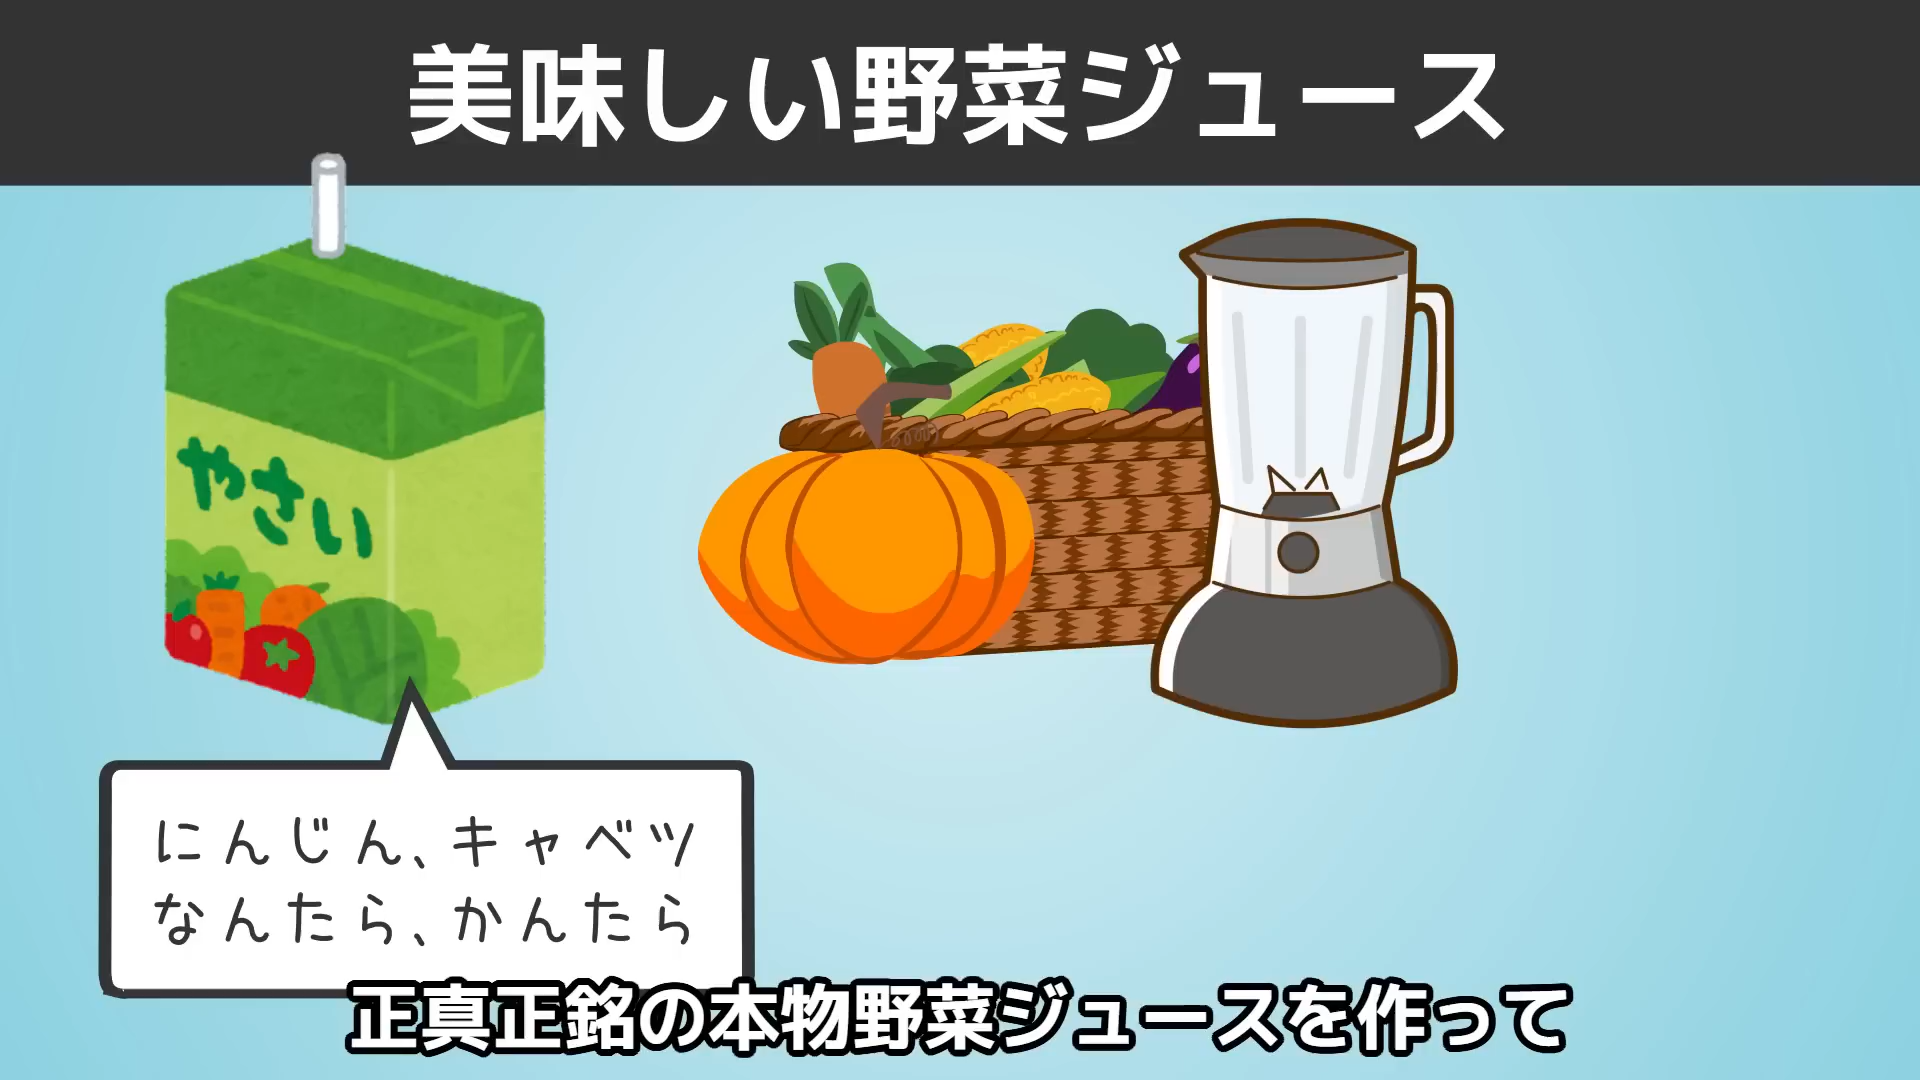 美味しい野菜ジュース
やさい
にんじん、キャベツ
なんたら、かんたら
正真正銘の本物野菜ジュースを作って